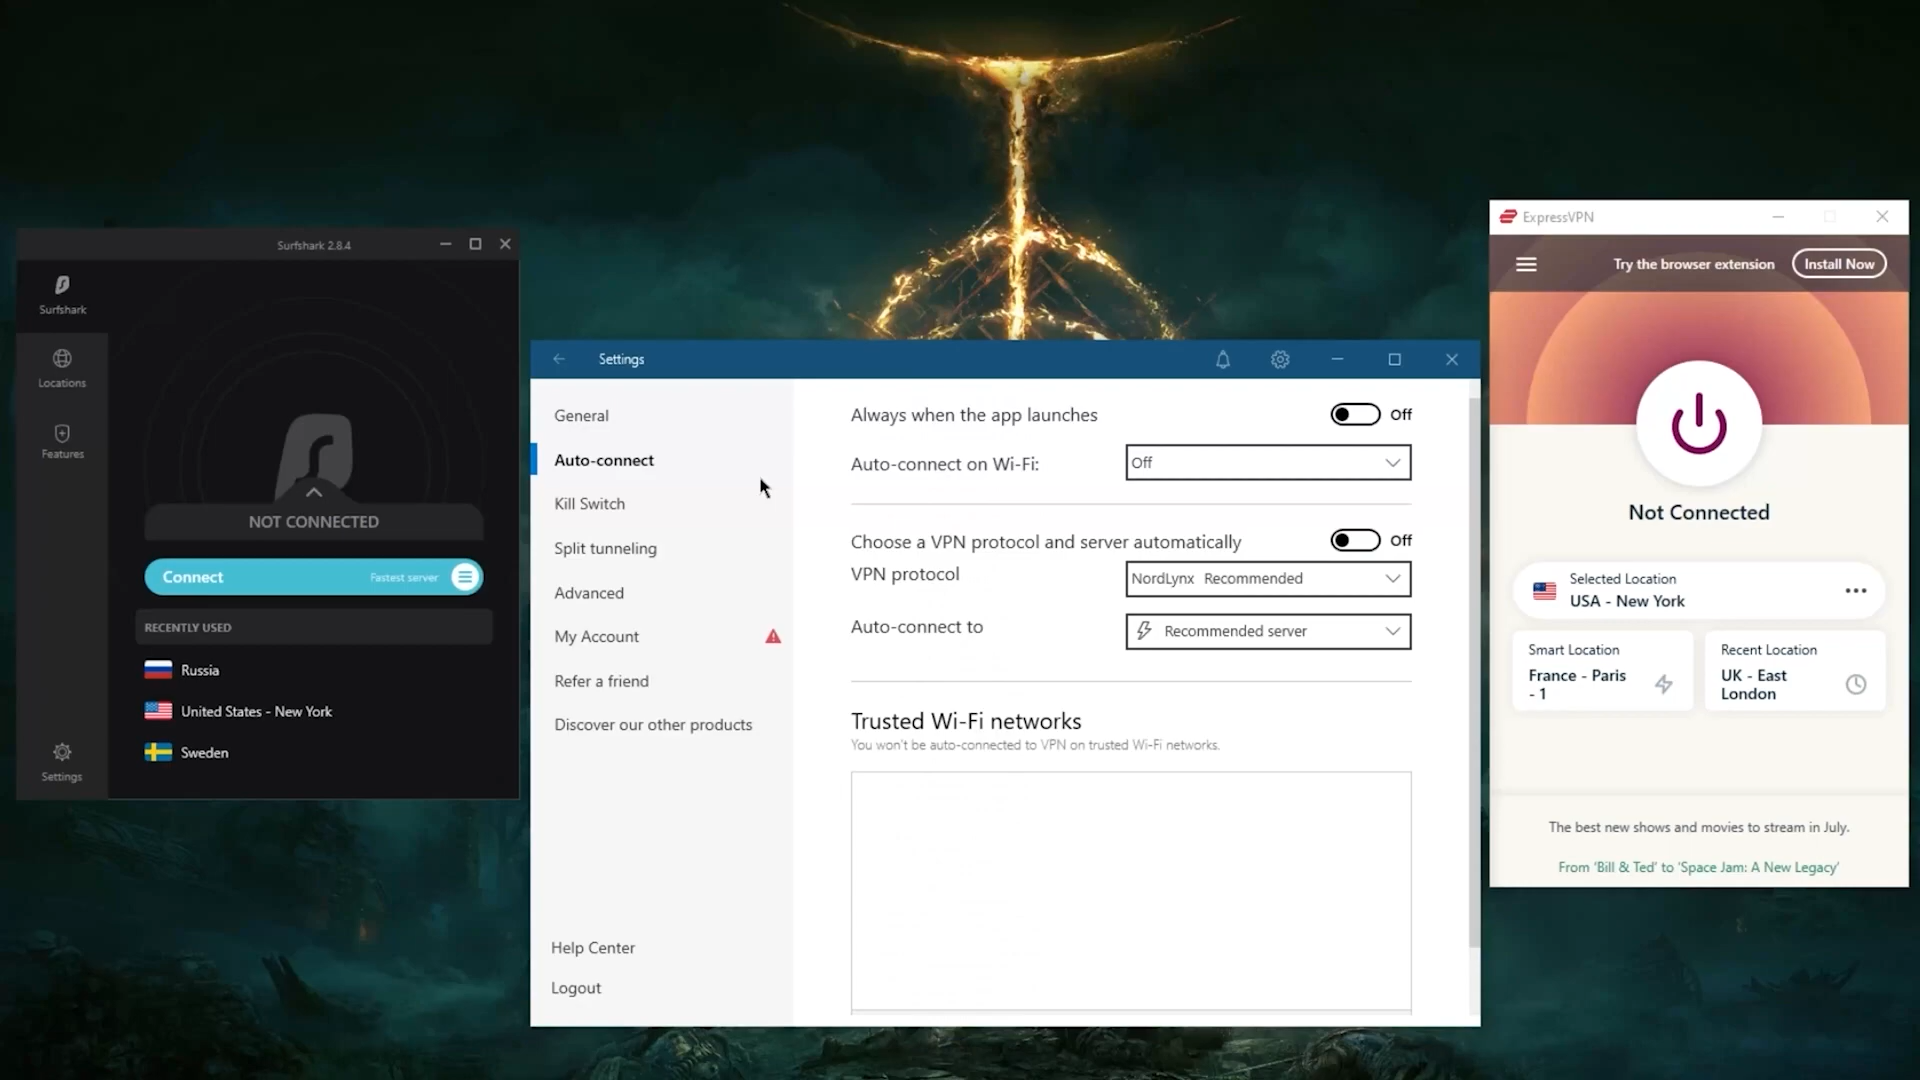 Surfshark 2.8.4
Surfshark
Locations
Features
Settings
NOT CONNECTED
Connect
Fastest server
RECENTLY USED
Russia
United States - New York
Sweden
Settings
General
Auto-connect
Kill Switch
Split tunneling
Advanced
My Account
Refer a friend
Discover our other products
Help Center
Logout
Always when the app launches
Off
Auto-connect on Wi-Fi:
Off
Choose a VPN protocol and server automatically
Off
VPN protocol
NordLynx Recommended
Auto-connect to
Recommended server
Trusted Wi-Fi networks
You won't be auto-connected to VPN on trusted Wi-Fi networks.
ExpressVPN
Try the browser extension
Install Now
Not Connected
Selected Location
USA - New York
Smart Location
France - Paris
- 1
Recent Location
UK - East
London
The best new shows and movies to stream in July.
From 'Bill & Ted' to 'Space Jam: A New Legacy'